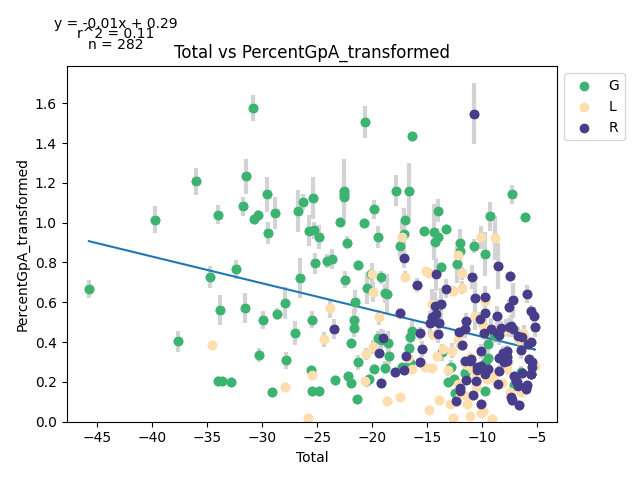 y = -0.01x + 0.29
r^2 = 0.11
n = 282
Total vs PercentGpA_transformed
G
L
R
PercentGpA_transformed
1.6
1.4
1.2
1.0
0.8
0.6
0.4
0.2
0.0
−45 −40 −35 −30 −25 −20 −15 −10 −5
Total